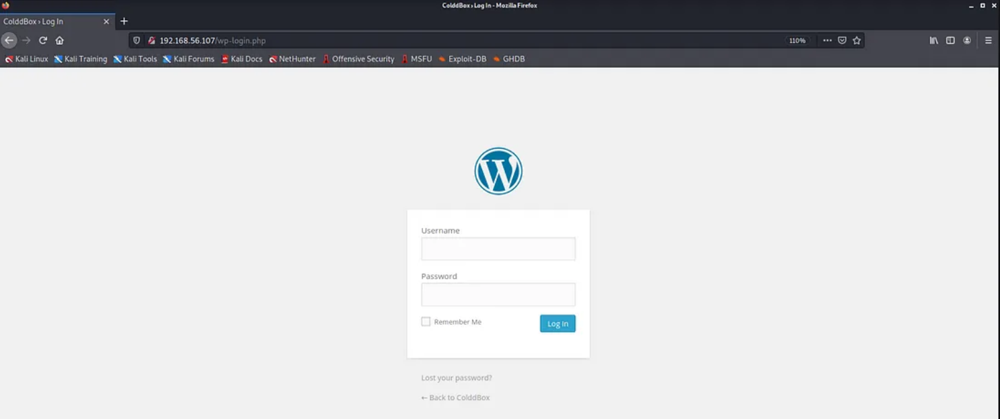 ColddBox › Log In - Mozilla Firefox
ColddBox › Log In
192.168.56.107/wp-login.php 110%
Kali Linux Kali Training Kali Tools Kali Forums Kali Docs NetHunter Offensive Security MSFU Exploit-DB GHDB
Username
Password
Remember Me Log In
Lost your password?
← Back to ColddBox